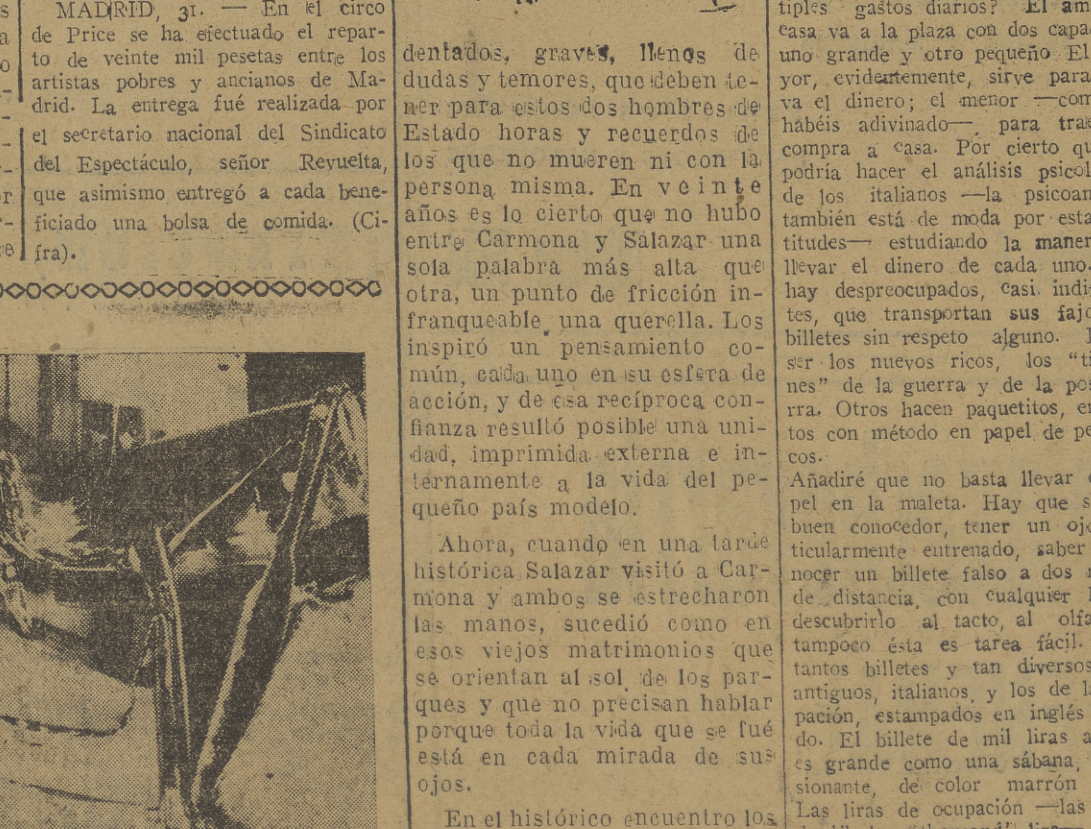 MADRID, 31. — En el circo
de Price se ha efectuado el repar-
to de veinte mil pesetas entre los
artistas pobres y ancianos de Ma-
drid. La entrega fué realizada por
el secretario nacional del Sindicato
del Espectáculo, señor Revuelta,
que asimismo entregó a cada bene-
ficiado una bolsa de comida. (Ci-
fra).
dentados, graves, llenos de
dudas y temores, que deben te-
ner para estos dos hombres de
Estado horas y recuerdos de
los que no mueren ni con la
persona misma. En veinte
años es lo cierto que no hubo
entre Carmona y Salazar una
sola palabra más alta que
otra, un punto de fricción in-
franqueable, una querella. Los
inspiró un pensamiento co-
mún, cada uno en su esfera de
acción, y de esa recíproca con-
fianza resultó posible una uni-
dad, imprimida externa e in-
ternamente a la vida del pe-
queño país modelo.
Ahora, cuando en una tarde
histórica Salazar visitó a Car-
mona y ambos se estrecharon
las manos, sucedió como en
esos viejos matrimonios que
se orientan al sol de los par-
ques y que no precisan hablar
porque toda la vida que se fué
está en cada mirada de sus
ojos.
En el histórico encuentro los
tiples gastos diarios? El am
casa va a la plaza con dos capa
uno grande y otro pequeño El
yor, evidentemente, sirve para
va el dinero; el menor —com
habéis adivinado—, para tra
compra a casa. Por cierto qu
podría hacer el análisis psicol
de los italianos —la psicoan
también está de moda por esta
titudes— estudiando la maner
llevar el dinero de cada uno.
hay despreocupados, casi indi
tes, que transportan sus faj
billetes sin respeto alguno.
ser los nuevos ricos, los “ti
nes” de la guerra y de la pos
rra. Otros hacen paquetitos, en
tos con método en papel de pe
cos.
Añadiré que no basta llevar
pel en la maleta. Hay que s
buen conocedor, tener un oj
ticularmente entrenado, saber
nocer un billete falso a dos
de distancia, con cualquier
descubrirlo al tacto, al olfa
tampoco ésta es tarea fácil.
tantos billetes y tan diversos
antiguos, italianos, y los de la
pación, estampados en inglés
do. El billete de mil liras a
es grande como una sábana,
sionante, de color marrón
Las liras de ocupación —las